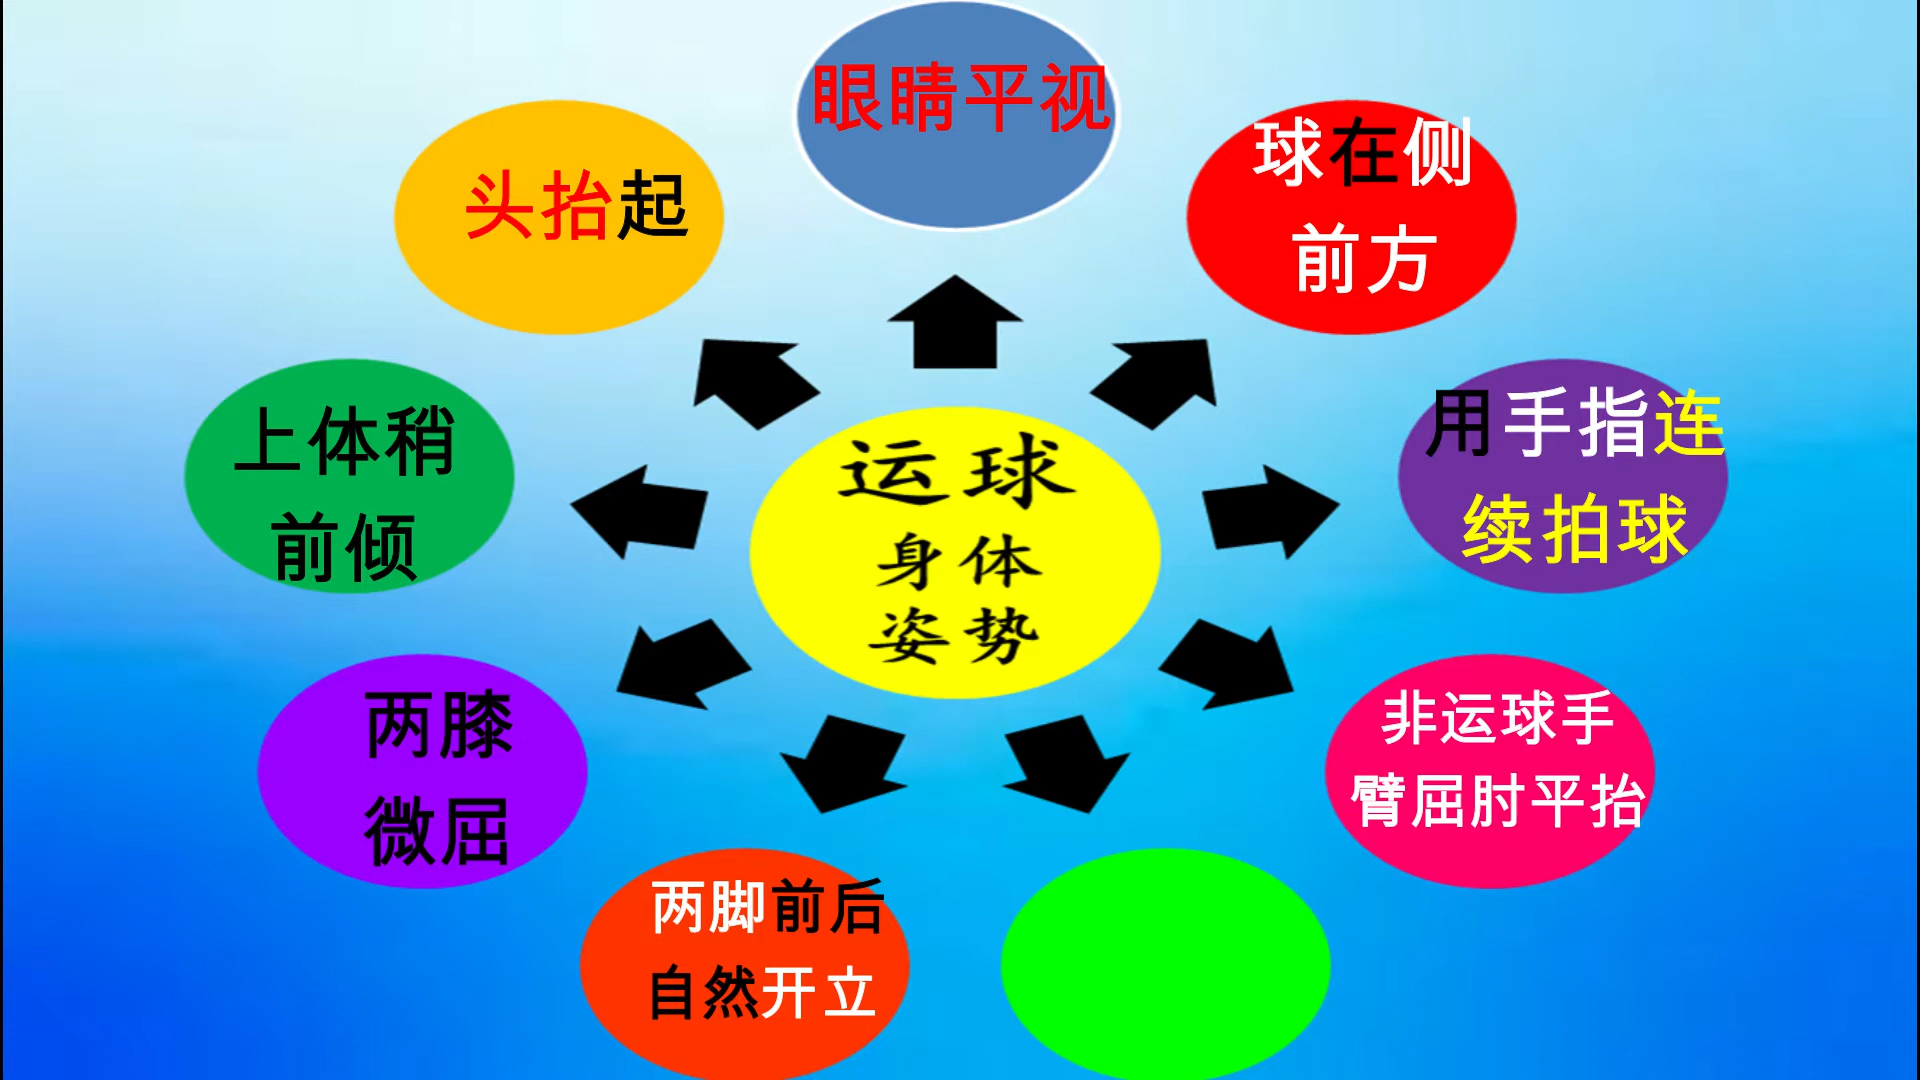 眼睛平视
头抬起
球在侧
前方
上体稍
前倾
用手指连
续拍球
运球
身体
姿势
两膝
微屈
非运球手
臂屈肘平抬
两脚前后
自然开立